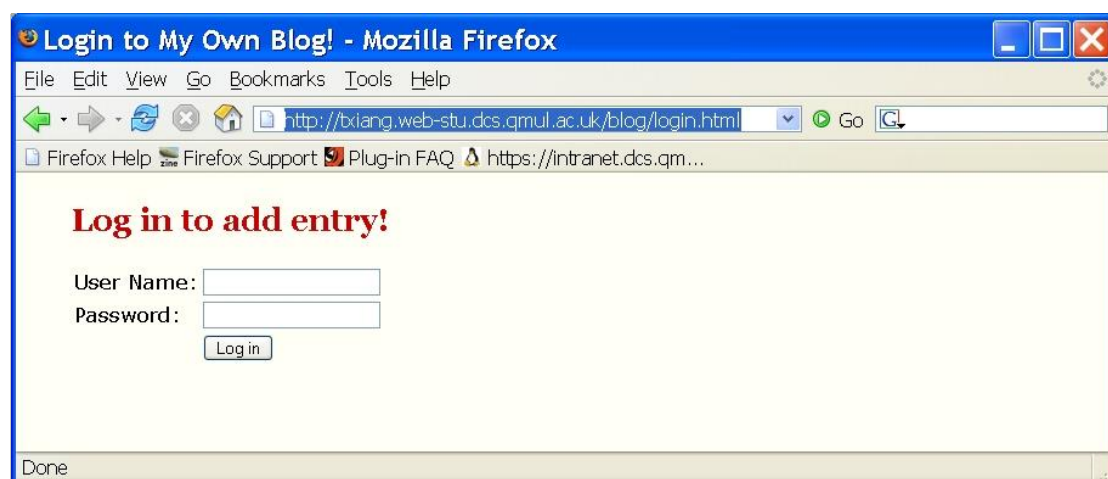 Login to My Own Blog! - Mozilla Firefox
File Edit View Go Bookmarks Tools Help
http://txiang.web-stu.dcs.qmul.ac.uk/blog/login.html Go G
Firefox Help Firefox Support Plug-in FAQ https://intranet.dcs.qm...
Log in to add entry!
User Name:
Password:
Log in
Done